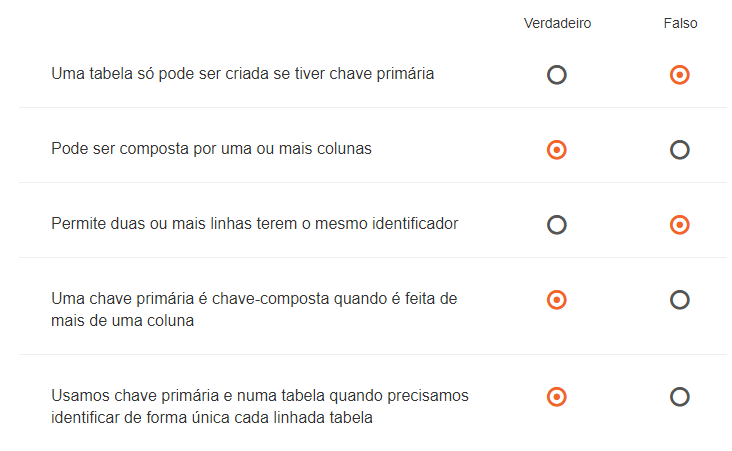 Verdadeiro Falso
Uma tabela só pode ser criada se tiver chave primária
Pode ser composta por uma ou mais colunas
Permite duas ou mais linhas terem o mesmo identificador
Uma chave primária é chave-composta quando é feita de
mais de uma coluna
Usamos chave primária e numa tabela quando precisamos
identificar de forma única cada linhada tabela